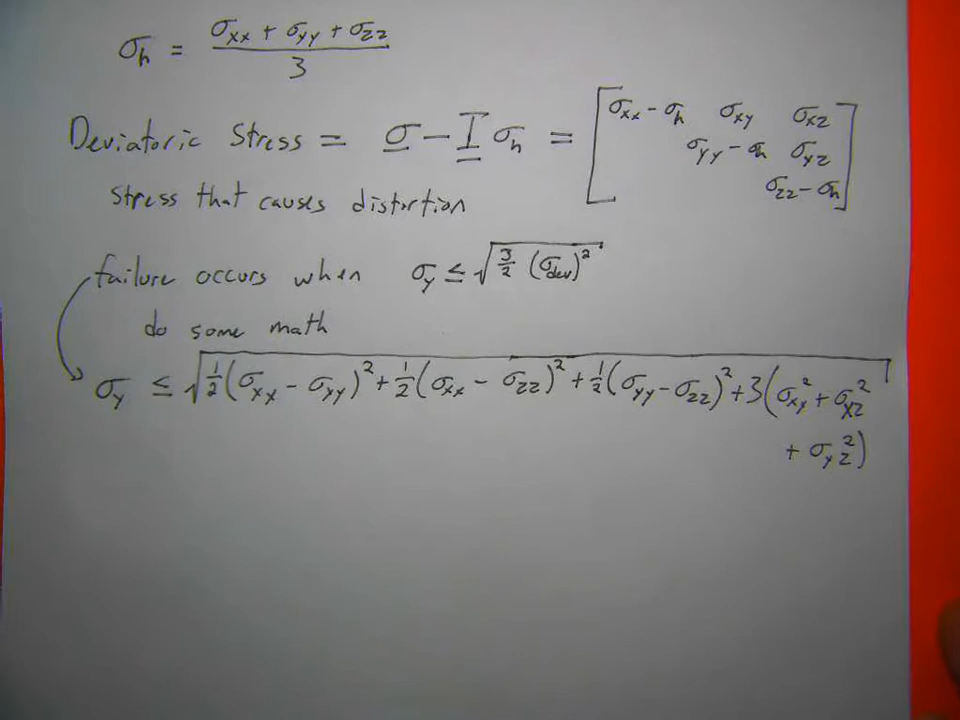 σh = σxx + σyy + σzz / 3
Deviatoric Stress = σ − I σh = [ σxx − σh σxy σxz
σyy − σh σyz
σzz − σh ]
stress that causes distortion
failure occurs when σy ≤ √(3/2 (σdev)²)
do some math
σy ≤ √(1/2 (σxx − σyy)² + 1/2 (σxx − σzz)² + 1/2 (σyy − σzz)² + 3(σxy² + σxz²
+ σyz²)